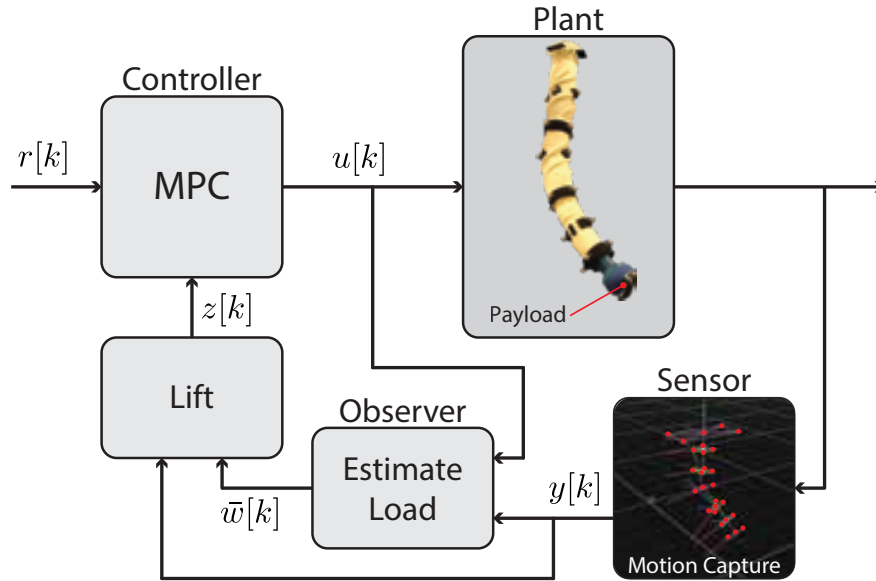 Plant
Controller
r[k]
MPC
u[k]
Payload
z[k]
Lift
Sensor
Observer
Estimate
Load
w̄[k]
y[k]
Motion Capture